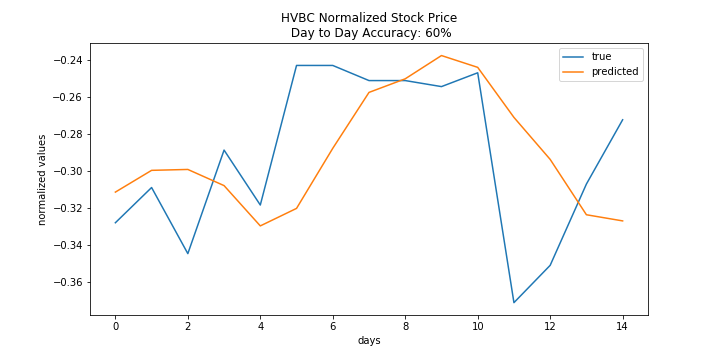 HVBC Normalized Stock Price
Day to Day Accuracy: 60%
true
predicted
normalized values
−0.24
−0.26
−0.28
−0.30
−0.32
−0.34
−0.36
0 2 4 6 8 10 12 14
days